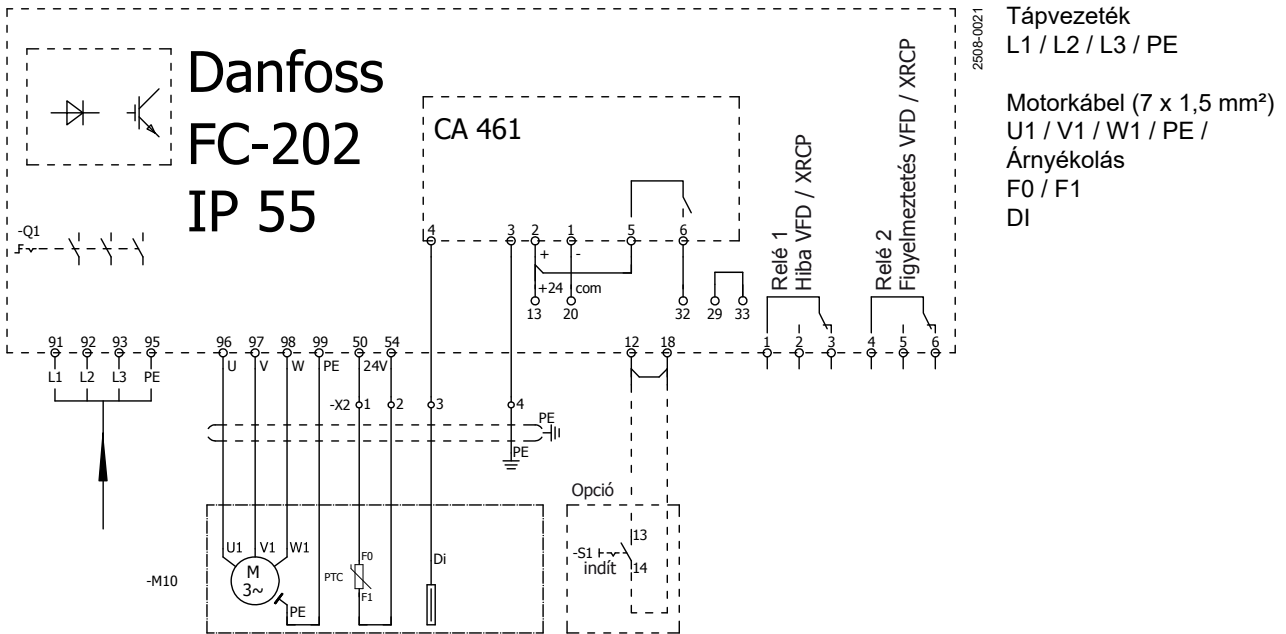 Danfoss
FC-202
IP 55
CA 461
-Q1
4 3 2 1 5 6
+ -
+24 com
13 20 32 29 33
Relé 1
Hiba VFD / XRCP
Relé 2
Figyelmeztetés VFD / XRCP
2508-0021
Tápvezeték
L1 / L2 / L3 / PE
Motorkábel (7 x 1,5 mm²)
U1 / V1 / W1 / PE /
Árnyékolás
F0 / F1
DI
91 92 93 95 96 97 98 99 50 54 12 18 1 2 3 4 5 6
L1 L2 L3 PE U V W PE 24V
-X2 1 2 3 4
PE
PE
Opció
U1 V1 W1 F0 Di 13
-M10 M PTC -S1
3~ F1 indít 14
PE